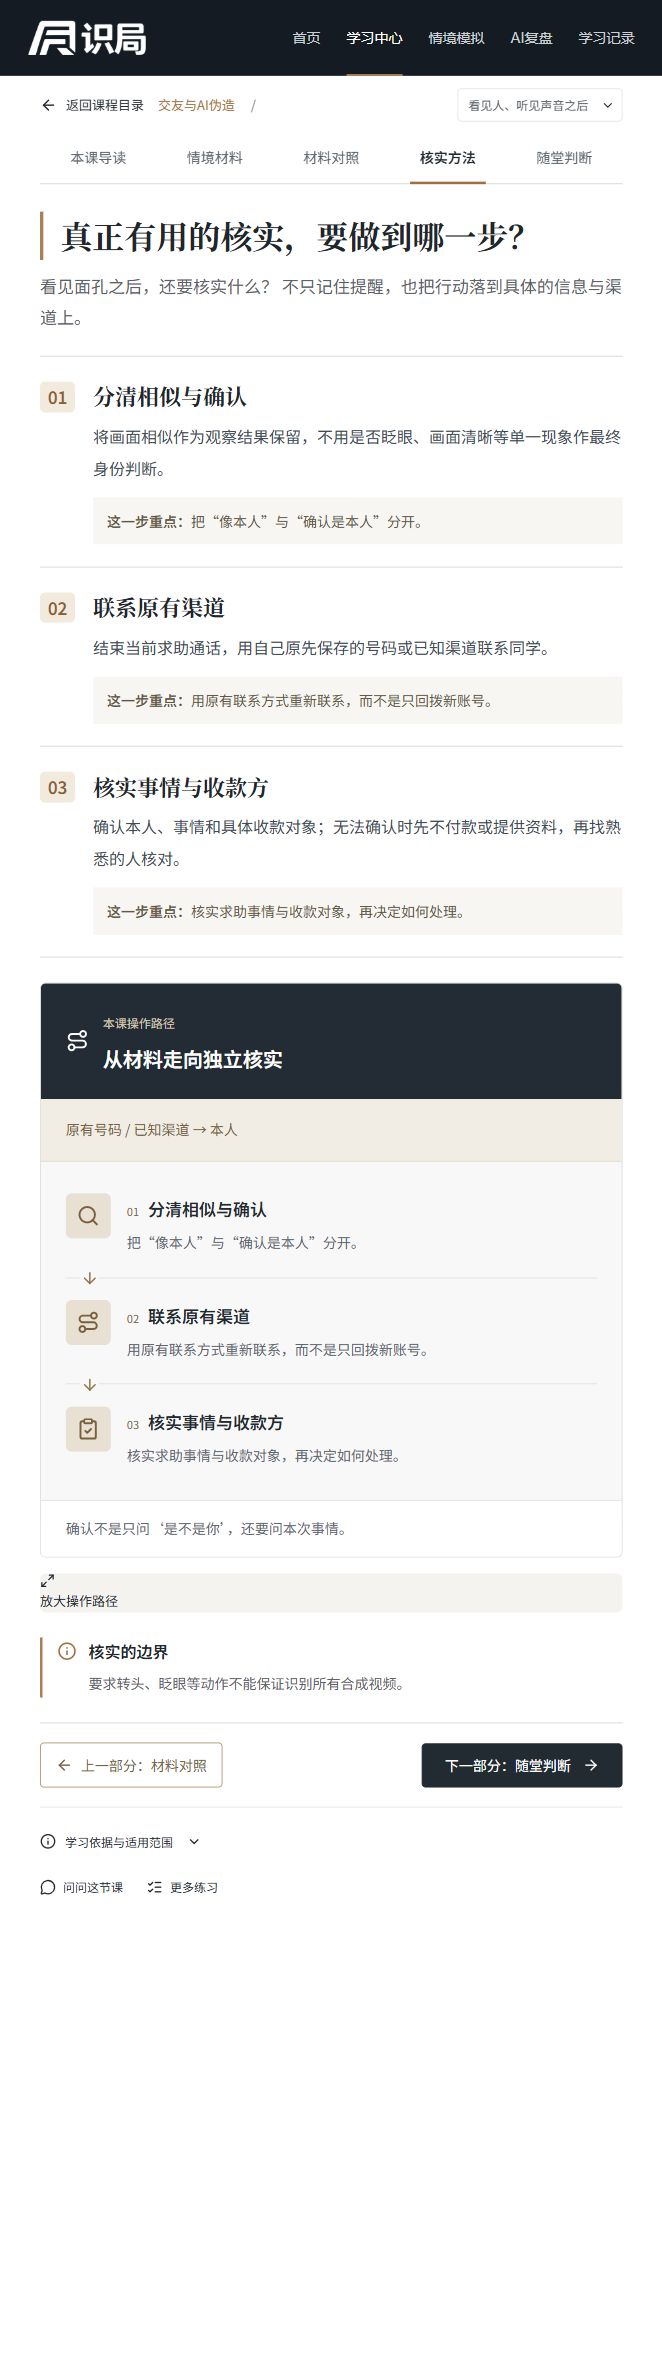 识局
首页 学习中心 情境模拟 AI复盘 学习记录
返回课程目录 交友与AI伪造 / 看见人、听见声音之后
本课导读 情境材料 材料对照 核实方法 随堂判断
真正有用的核实，要做到哪一步？
看见面孔之后，还要核实什么？ 不只记住提醒，也把行动落到具体的信息与渠
道上。
01 分清相似与确认
将画面相似作为观察结果保留，不用是否眨眼、画面清晰等单一现象作最终
身份判断。
这一步重点：把“像本人”与“确认是本人”分开。
02 联系原有渠道
结束当前求助通话，用自己原先保存的号码或已知渠道联系同学。
这一步重点：用原有联系方式重新联系，而不是只回拨新账号。
03 核实事情与收款方
确认本人、事情和具体收款对象；无法确认时先不付款或提供资料，再找熟
悉的人核对。
这一步重点：核实求助事情与收款对象，再决定如何处理。
本课操作路径
从材料走向独立核实
原有号码 / 已知渠道 → 本人
01 分清相似与确认
把“像本人”与“确认是本人”分开。
02 联系原有渠道
用原有联系方式重新联系，而不是只回拨新账号。
03 核实事情与收款方
核实求助事情与收款对象，再决定如何处理。
确认不是只问‘是不是你’，还要问本次事情。
放大操作路径
核实的边界
要求转头、眨眼等动作不能保证识别所有合成视频。
← 上一部分：材料对照 下一部分：随堂判断 →
学习依据与适用范围
问问这节课 更多练习